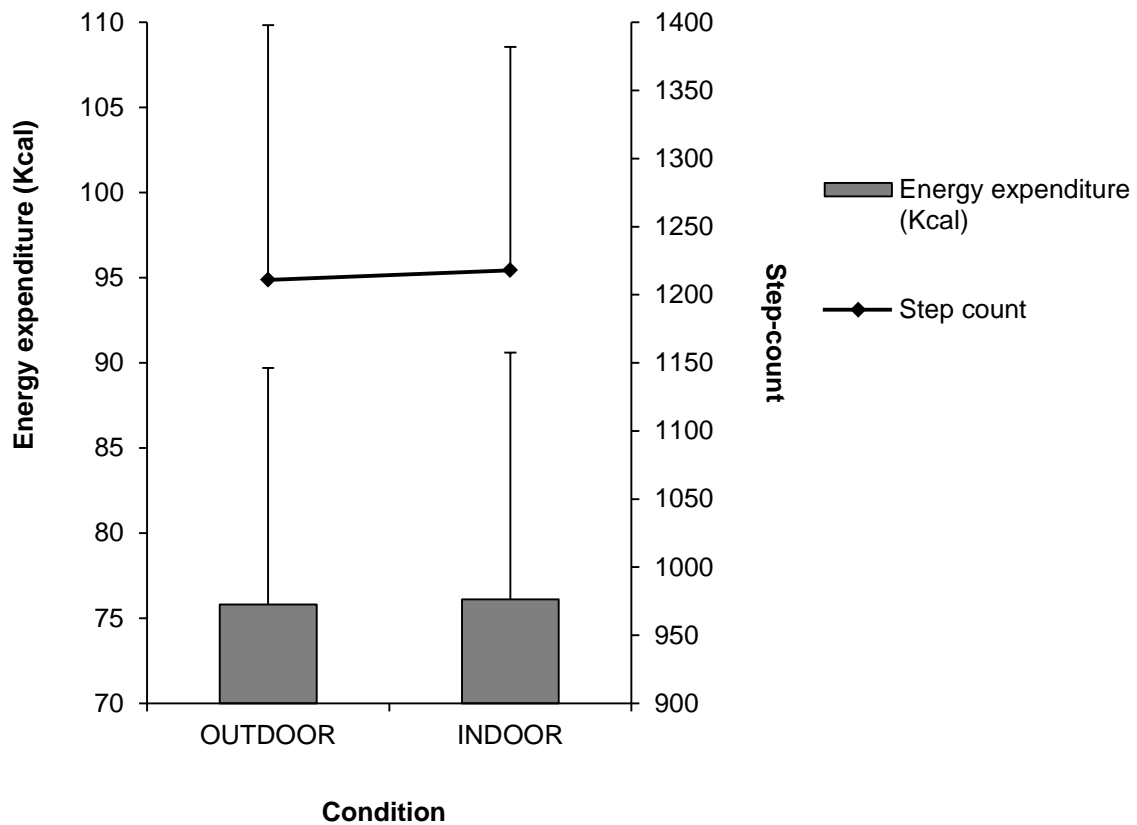 110
105
100
95
90
85
80
75
70
Energy expenditure (Kcal)
1400
1350
1300
1250
1200
1150
1100
1050
1000
950
900
Step-count
OUTDOOR
INDOOR
Condition
Energy expenditure
(Kcal)
Step count